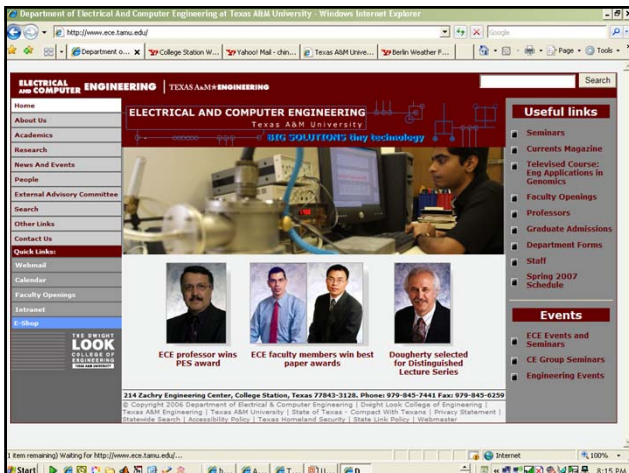 Department of Electrical And Computer Engineering at Texas A&M University - Windows Internet Explorer
http://www.ece.tamu.edu/
Google
Department o...
College Station W...
Yahoo! Mail - chin...
Texas A&M Unive...
Berlin Weather F...
Page
Tools
ELECTRICAL AND COMPUTER ENGINEERING
TEXAS A&M ENGINEERING
Search
Home
About Us
Academics
Research
News And Events
People
External Advisory Committee
Search
Other Links
Contact Us
Quick Links:
Webmail
Calendar
Faculty Openings
Intranet
E-Shop
THE DWIGHT
LOOK
COLLEGE OF
ENGINEERING
ELECTRICAL AND COMPUTER ENGINEERING
Texas A&M University
BIG SOLUTIONS tiny technology
ECE professor wins
PES award
ECE faculty members win best
paper awards
Dougherty selected
for Distinguished
Lecture Series
Useful links
Seminars
Currents Magazine
Televised Course:
Eng Applications in
Genomics
Faculty Openings
Professors
Graduate Admissions
Department Forms
Staff
Spring 2007
Schedule
Events
ECE Events and
Seminars
CE Group Seminars
Engineering Events
214 Zachry Engineering Center, College Station, Texas 77843-3128. Phone: 979-845-7441 Fax: 979-845-6259
© Copyright 2006 Department of Electrical & Computer Engineering | Dwight Look College of Engineering |
Texas A&M Engineering | Texas A&M University | State of Texas - Compact With Texans | Privacy Statement |
Statewide Search | Accessibility Policy | Texas Homeland Security | State Link Policy | Webmaster
1 item remaining) Waiting for http://www.ece.tamu.edu/...
Internet
100%
Start
8:15 PM